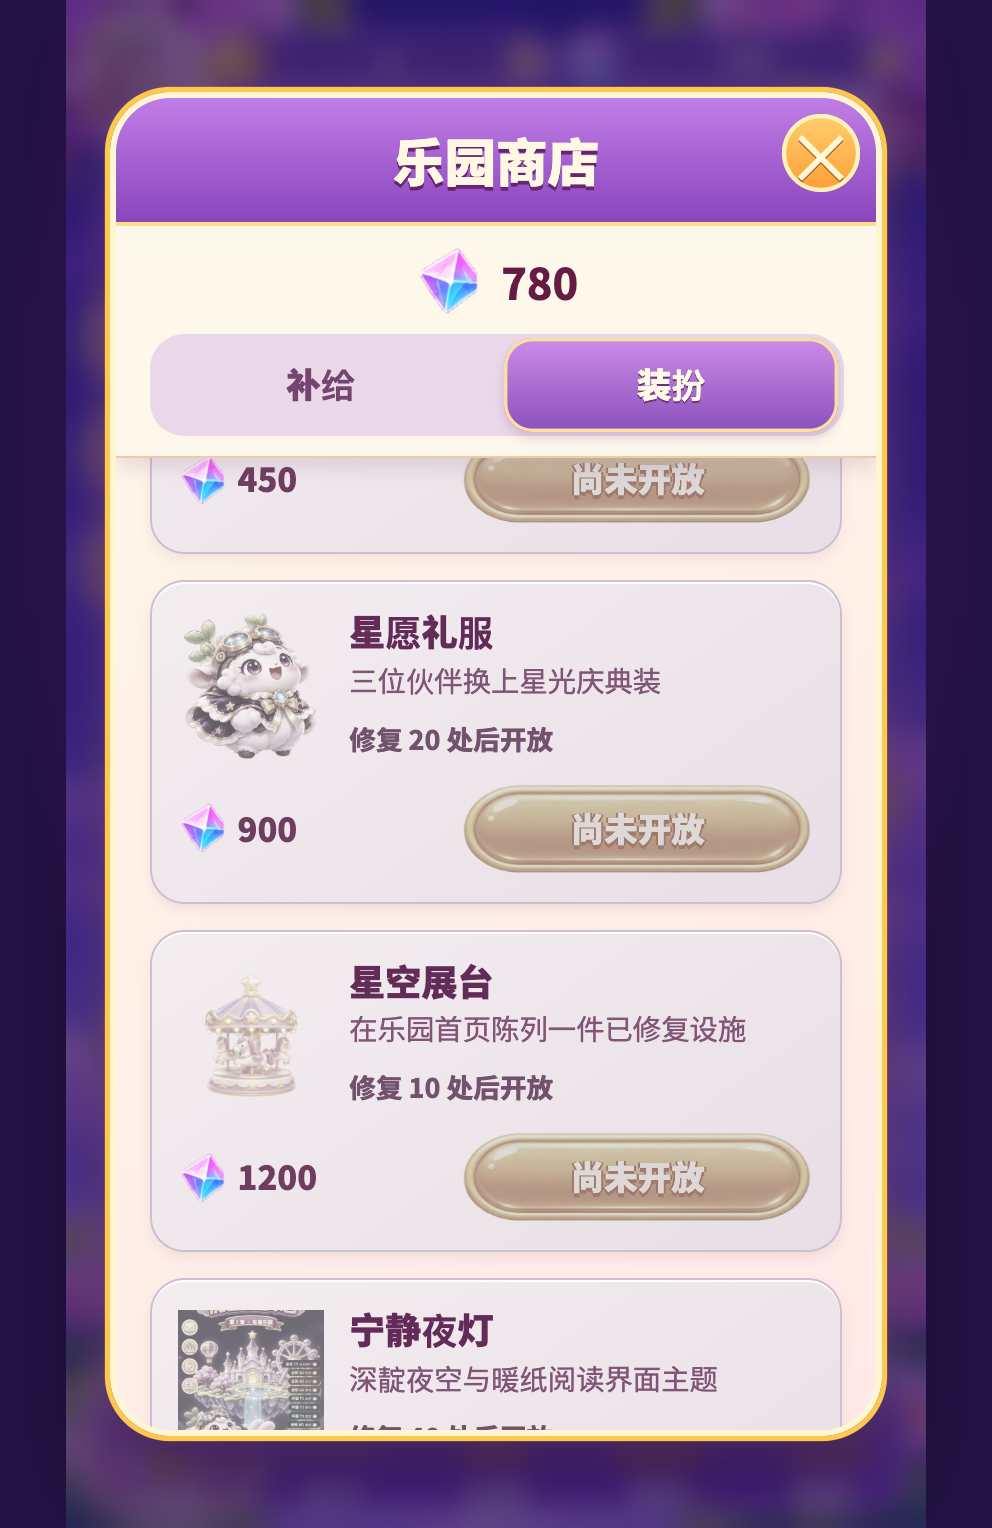 乐园商店
780
补给
装扮
450
尚未开放
星愿礼服
三位伙伴换上星光庆典装
修复 20 处后开放
900
尚未开放
星空展台
在乐园首页陈列一件已修复设施
修复 10 处后开放
1200
尚未开放
宁静夜灯
深靛夜空与暖纸阅读界面主题